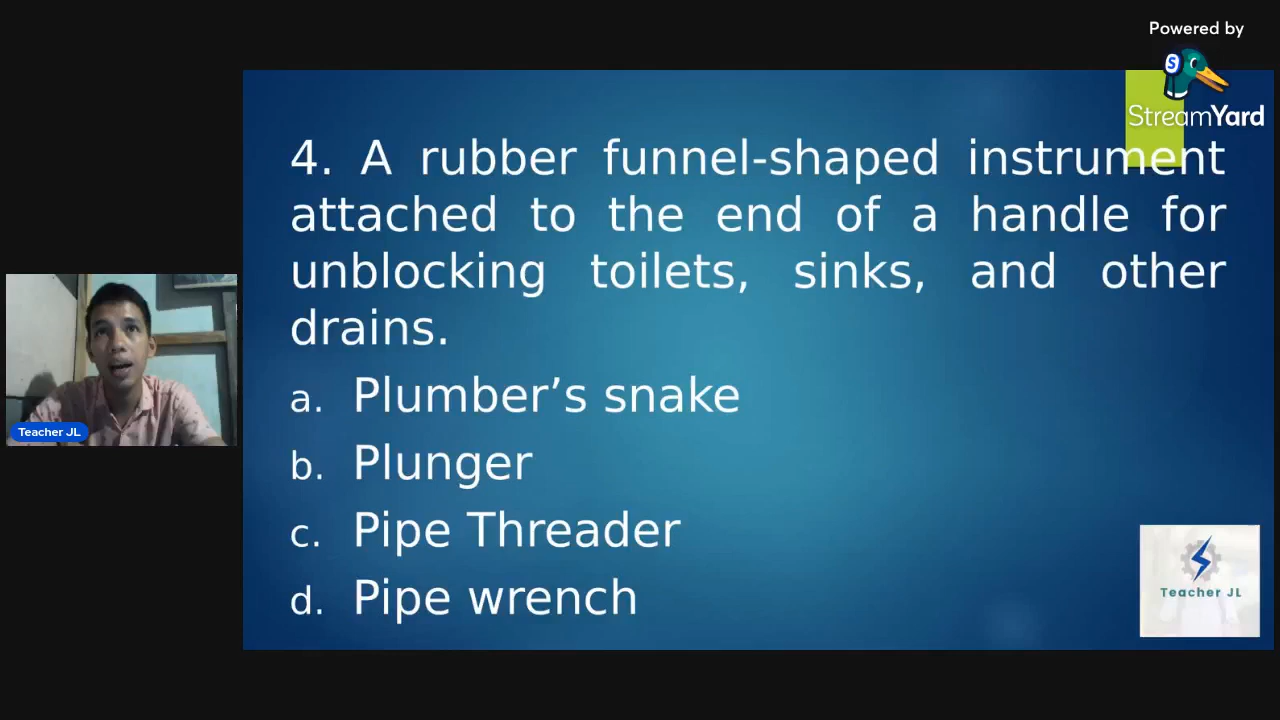 Powered by
StreamYard
4. A rubber funnel-shaped instrument
attached to the end of a handle for
unblocking toilets, sinks, and other
drains.
a. Plumber’s snake
b. Plunger
c. Pipe Threader
d. Pipe wrench
Teacher JL
Teacher JL